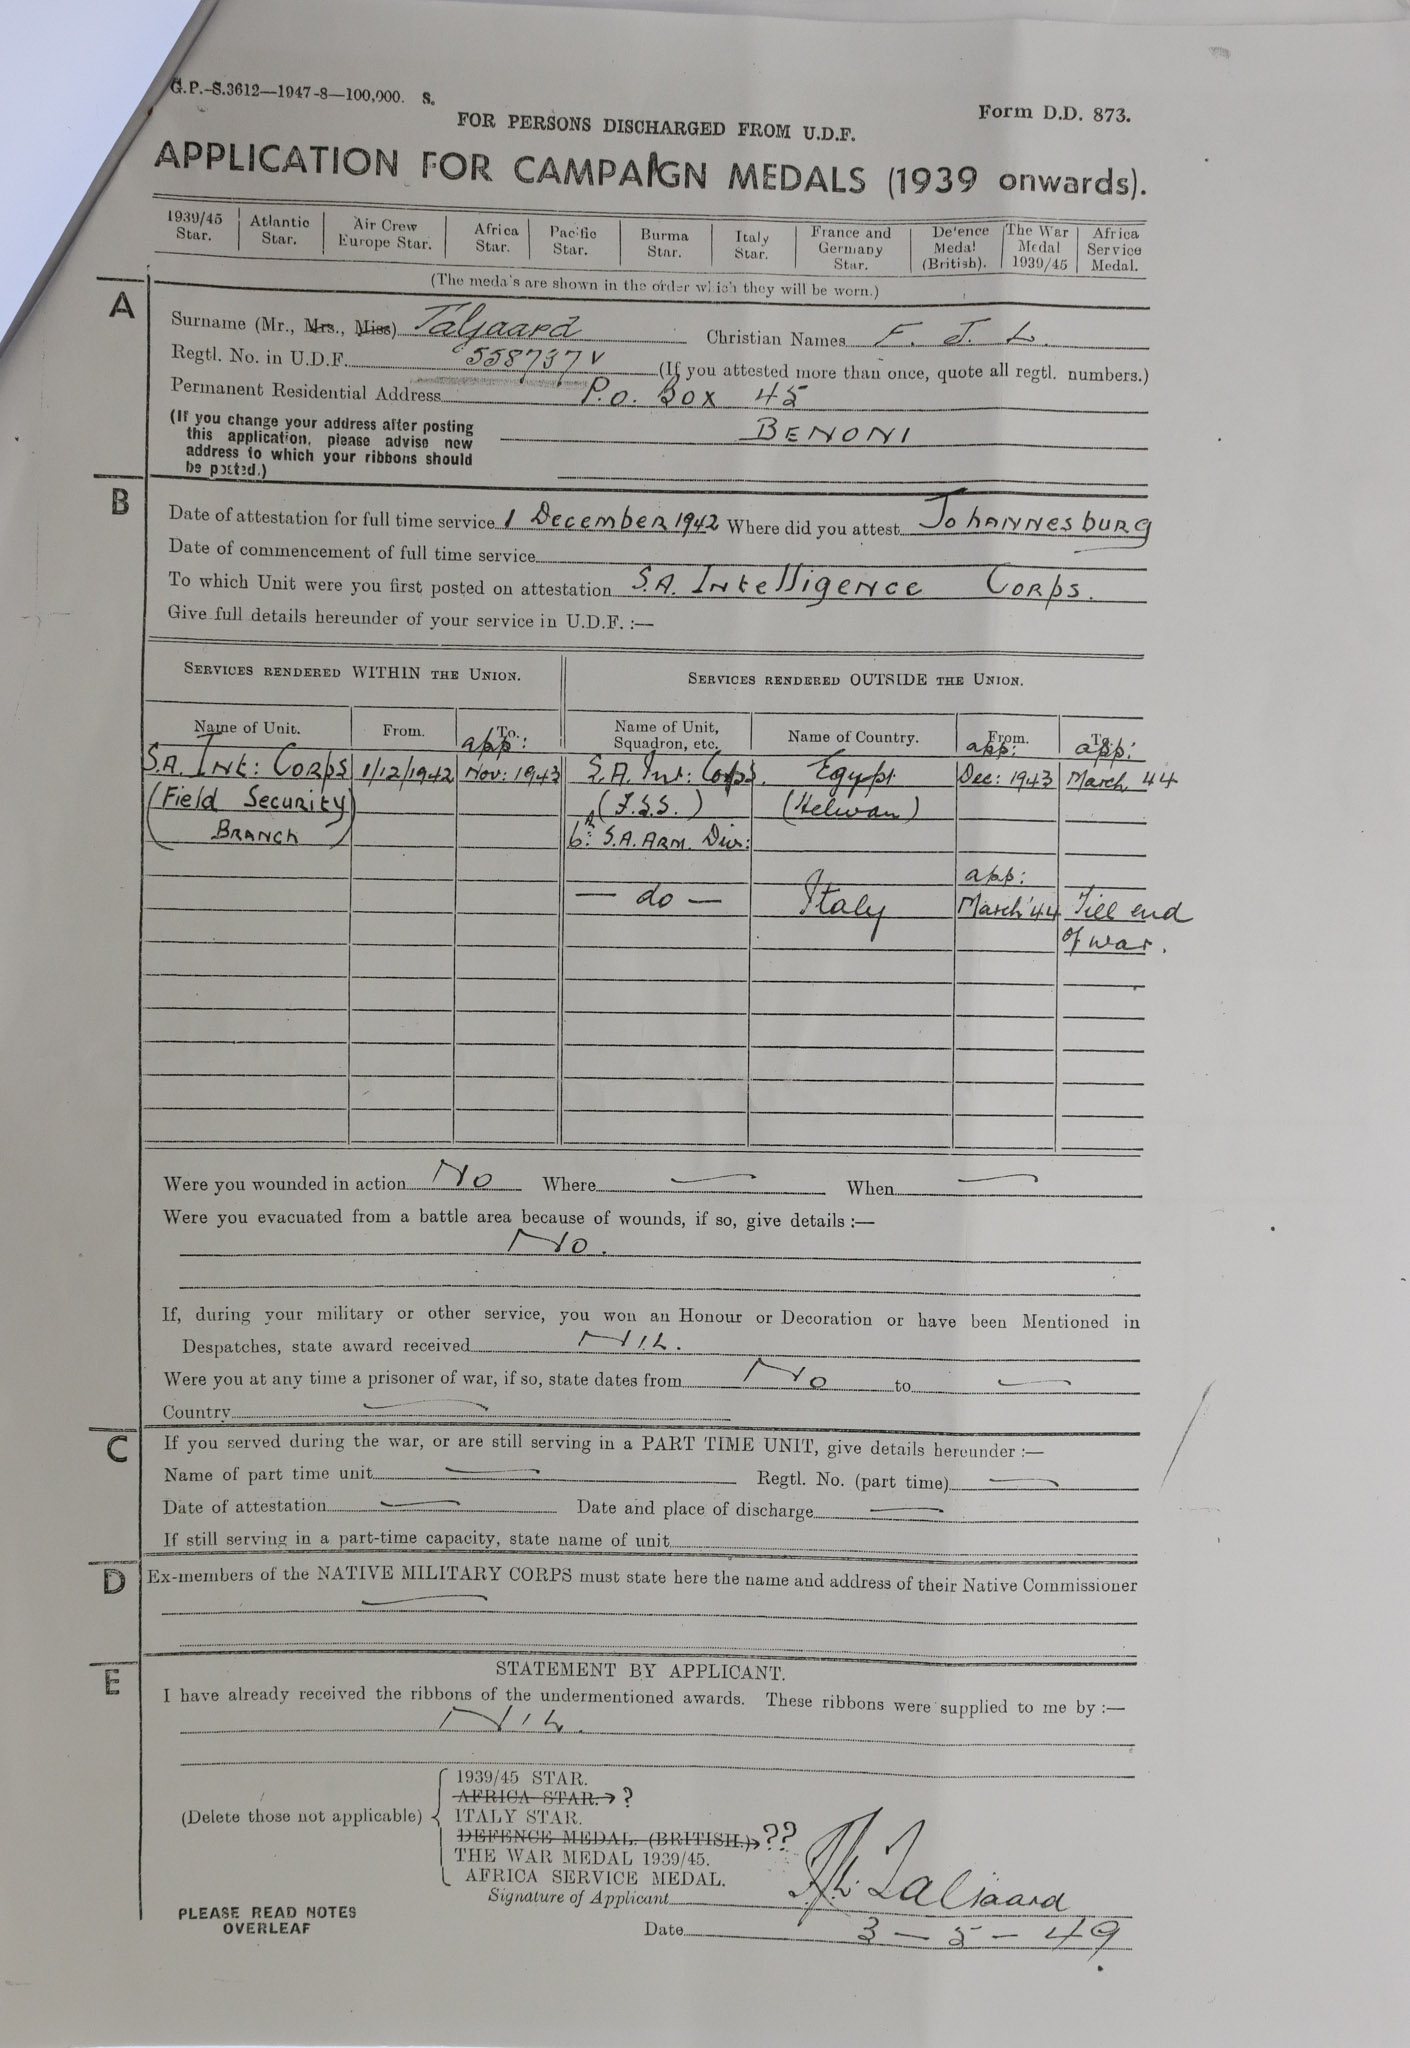 G.P.-S.3612—1947-8—100,000. S.
Form D.D. 873.
FOR PERSONS DISCHARGED FROM U.D.F.
APPLICATION FOR CAMPAIGN MEDALS (1939 onwards).
1939/45 Star. Atlantic Star. Air Crew Europe Star. Africa Star. Pacific Star. Burma Star. Italy Star. France and Germany Star. Defence Medal (British). The War Medal 1939/45 Africa Service Medal.
(The medals are shown in the order which they will be worn.)
A
Surname (Mr., Mrs., Miss) Taljaard Christian Names F. J. L.
Regtl. No. in U.D.F. 558737V (If you attested more than once, quote all regtl. numbers.)
Permanent Residential Address P.O. Box 45
(If you change your address after posting
this application, please advise new
address to which your ribbons should
be posted.)
BENONI
B
Date of attestation for full time service 1 December 1942 Where did you attest Johannesburg
Date of commencement of full time service
To which Unit were you first posted on attestation S.A. Intelligence Corps.
Give full details hereunder of your service in U.D.F. :—
SERVICES RENDERED WITHIN THE UNION. SERVICES RENDERED OUTSIDE THE UNION.
Name of Unit. From. To. Name of Unit, Squadron, etc. Name of Country. From. To.
app: app: app:
S.A. Int: Corps 1/12/1942 Nov: 1943 S.A. Int: Corps. Egypt Dec: 1943 March 44
(Field Security (F.S.S.) (Helwan)
Branch) 6th S.A. Arm. Div:
app:
— do — Italy March '44 Till end
of war.
Were you wounded in action No Where — When —
Were you evacuated from a battle area because of wounds, if so, give details :—
No.
If, during your military or other service, you won an Honour or Decoration or have been Mentioned in
Despatches, state award received NIL.
Were you at any time a prisoner of war, if so, state dates from No to —
Country —
C
If you served during the war, or are still serving in a PART TIME UNIT, give details hereunder :—
Name of part time unit — Regtl. No. (part time) —
Date of attestation — Date and place of discharge —
If still serving in a part-time capacity, state name of unit
D
Ex-members of the NATIVE MILITARY CORPS must state here the name and address of their Native Commissioner
—
E
STATEMENT BY APPLICANT.
I have already received the ribbons of the undermentioned awards. These ribbons were supplied to me by :—
Nil.
(Delete those not applicable)
1939/45 STAR.
AFRICA STAR. → ?
ITALY STAR.
DEFENCE MEDAL. (BRITISH.) → ??
THE WAR MEDAL 1939/45.
AFRICA SERVICE MEDAL.
Signature of Applicant Taljaard
PLEASE READ NOTES
OVERLEAF
Date 3 — 5 — 49